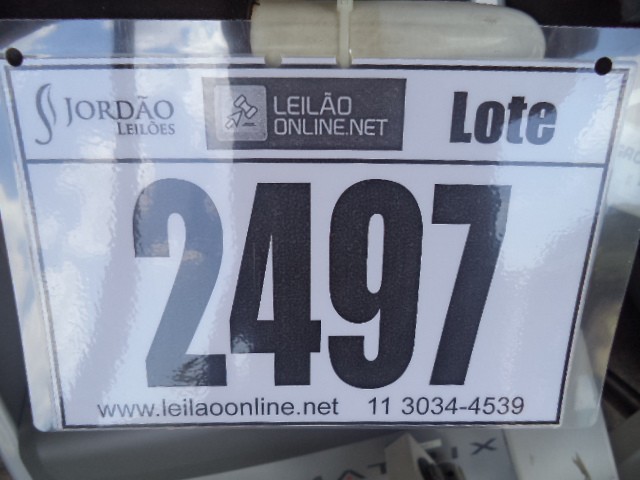 JORDÃO
LEILÕES
LEILÃO
ONLINE.NET
Lote
2497
www.leilaoonline.net 11 3034-4539